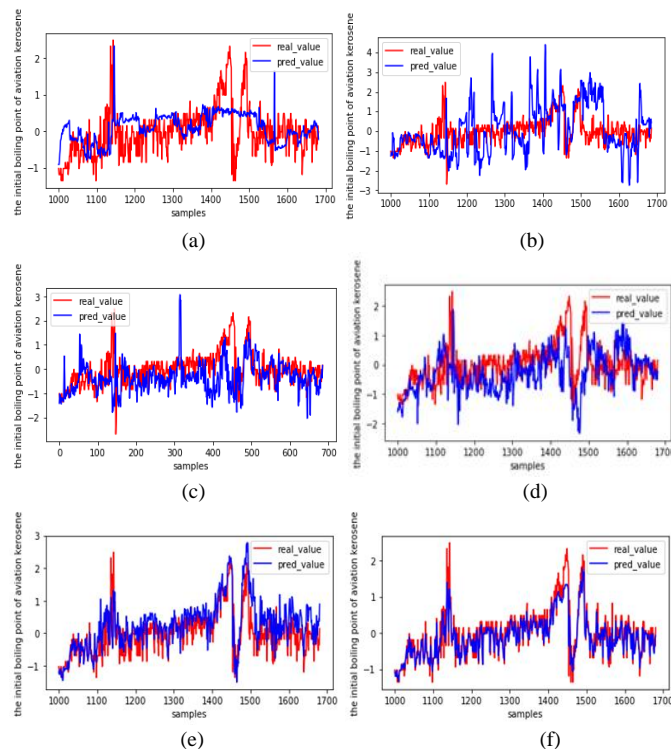 the initial boiling point of aviation kerosene
2
1
0
−1
real_value
pred_value
1000 1100 1200 1300 1400 1500 1600 1700
samples
(a)
the initial boiling point of aviation kerosene
4
3
2
1
0
−1
−2
−3
real_value
pred_value
1000 1100 1200 1300 1400 1500 1600 1700
(b)
the initial boiling point of aviation kerosene
3
2
1
0
−1
−2
real_value
pred_value
0 100 200 300 400 500 600 700
samples
(c)
the initial boiling point of aviation kerosene
2
1
0
−1
−2
real_value
pred_value
1000 1100 1200 1300 1400 1500 1600 1700
samples
(d)
the initial boiling point of aviation kerosene
3
2
1
0
−1
real_value
pred_value
1000 1100 1200 1300 1400 1500 1600 1700
samples
(e)
the initial boiling point of aviation kerosene
2
1
0
−1
real_value
pred_value
1000 1100 1200 1300 1400 1500 1600 1700
samples
(f)